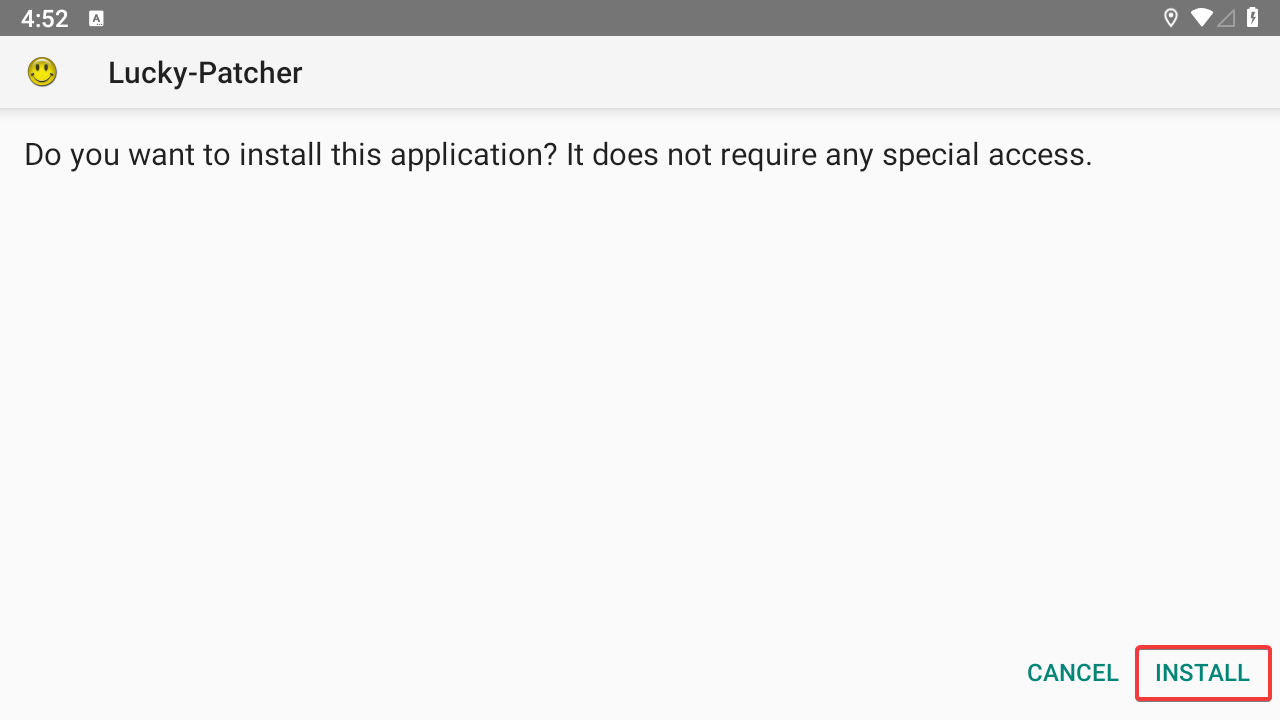 4:52
A
Lucky-Patcher
Do you want to install this application? It does not require any special access.
CANCEL INSTALL